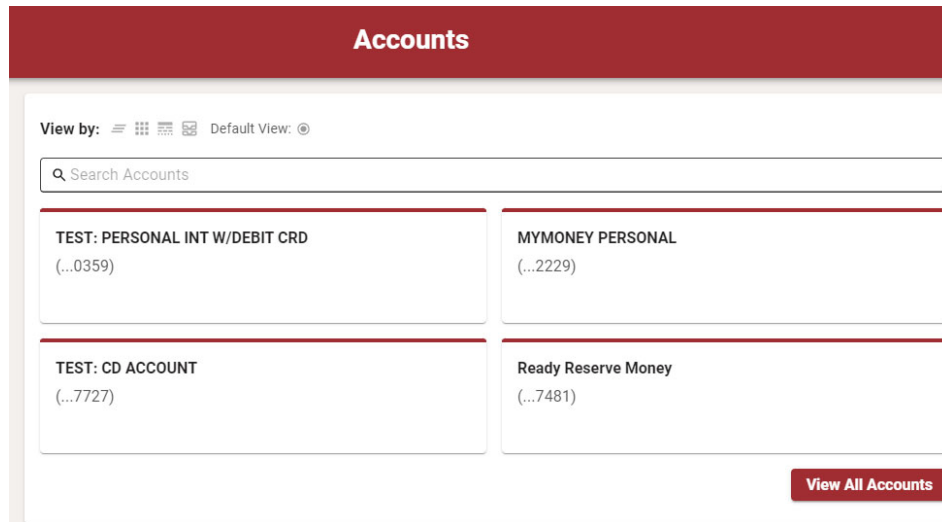 Accounts
View by: Default View:
Search Accounts
TEST: PERSONAL INT W/DEBIT CRD
(...0359)
MYMONEY PERSONAL
(...2229)
TEST: CD ACCOUNT
(...7727)
Ready Reserve Money
(...7481)
View All Accounts